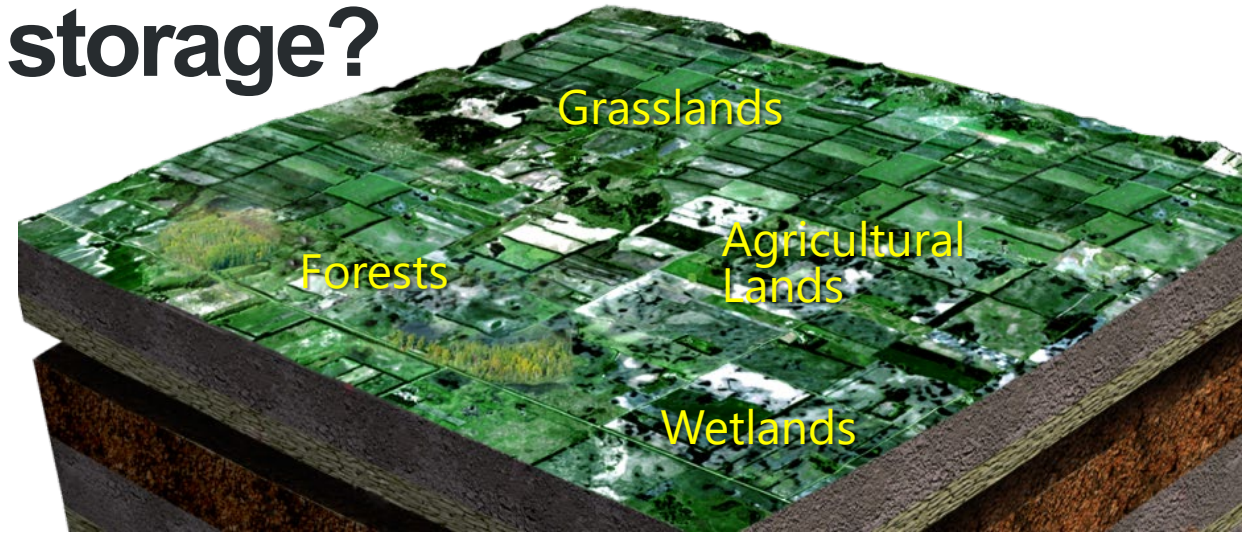 storage?
Grasslands
Agricultural
Lands
Forests
Wetlands